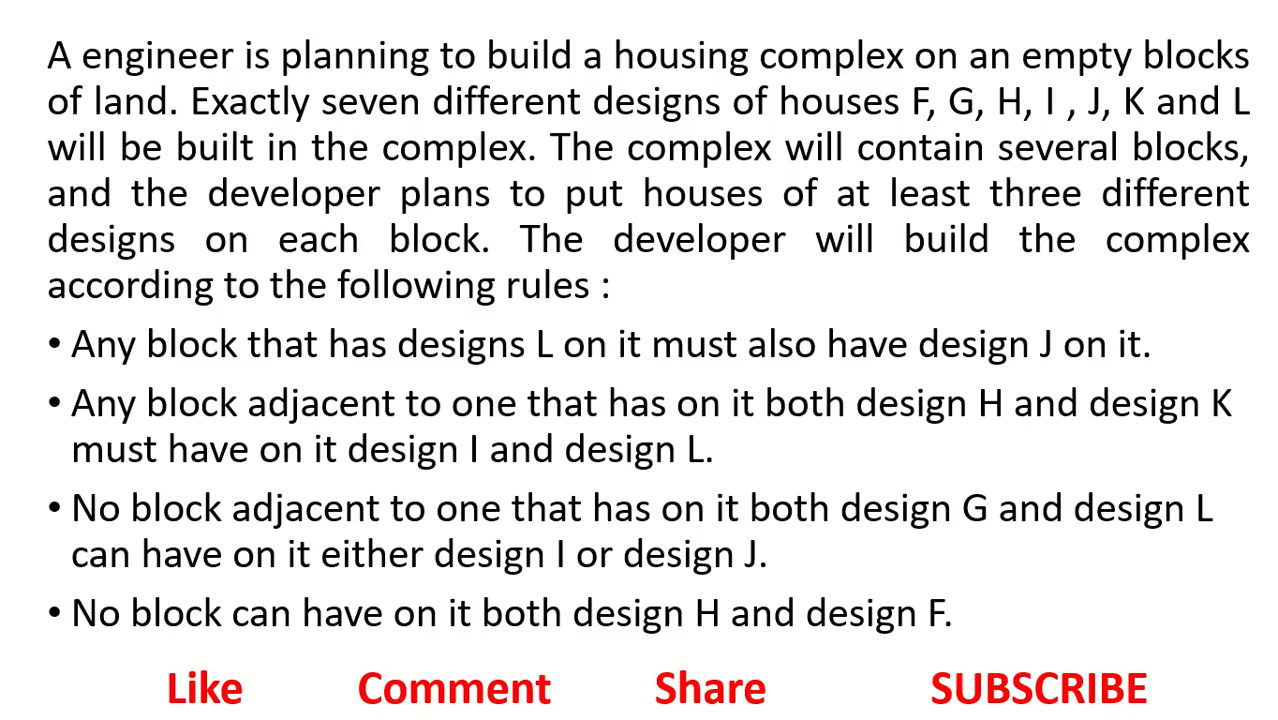 A engineer is planning to build a housing complex on an empty blocks
of land. Exactly seven different designs of houses F, G, H, I , J, K and L
will be built in the complex. The complex will contain several blocks,
and the developer plans to put houses of at least three different
designs on each block. The developer will build the complex
according to the following rules :
• Any block that has designs L on it must also have design J on it.
• Any block adjacent to one that has on it both design H and design K
must have on it design I and design L.
• No block adjacent to one that has on it both design G and design L
can have on it either design I or design J.
• No block can have on it both design H and design F.
Like Comment Share SUBSCRIBE